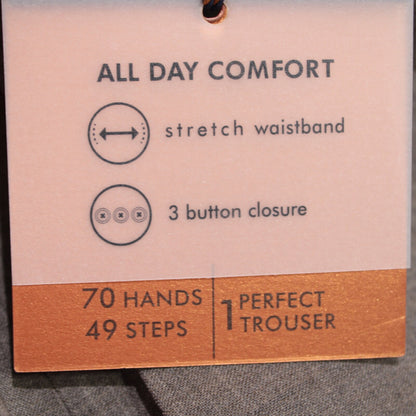 ALL DAY COMFORT
stretch waistband
3 button closure
70 HANDS
49 STEPS
1 PERFECT
TROUSER